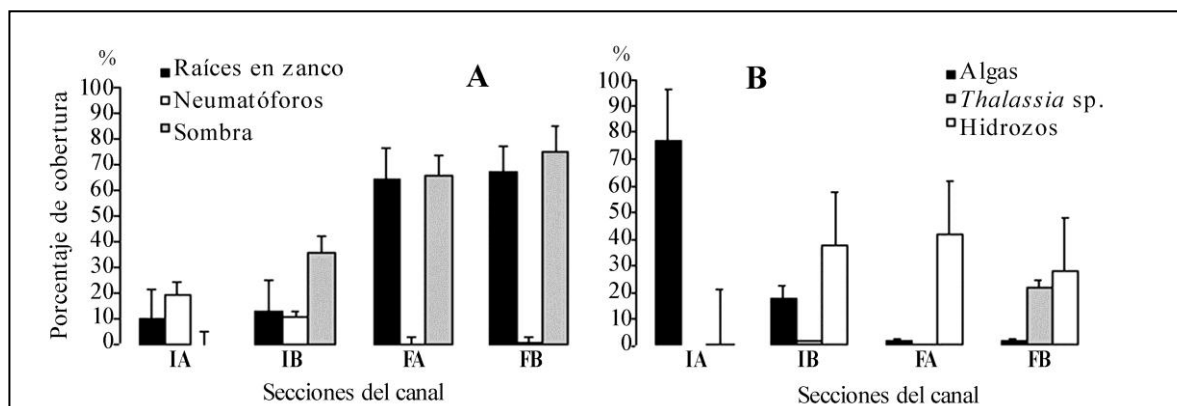 %
Raíces en zanco
Neumatóforos
Sombra
A
100
90
80
70
60
50
40
30
20
10
0
Porcentaje de cobertura
IA IB FA FB
Secciones del canal
%
B
Algas
Thalassia sp.
Hidrozos
100
90
80
70
60
50
40
30
20
10
0
IA IB FA FB
Secciones del canal